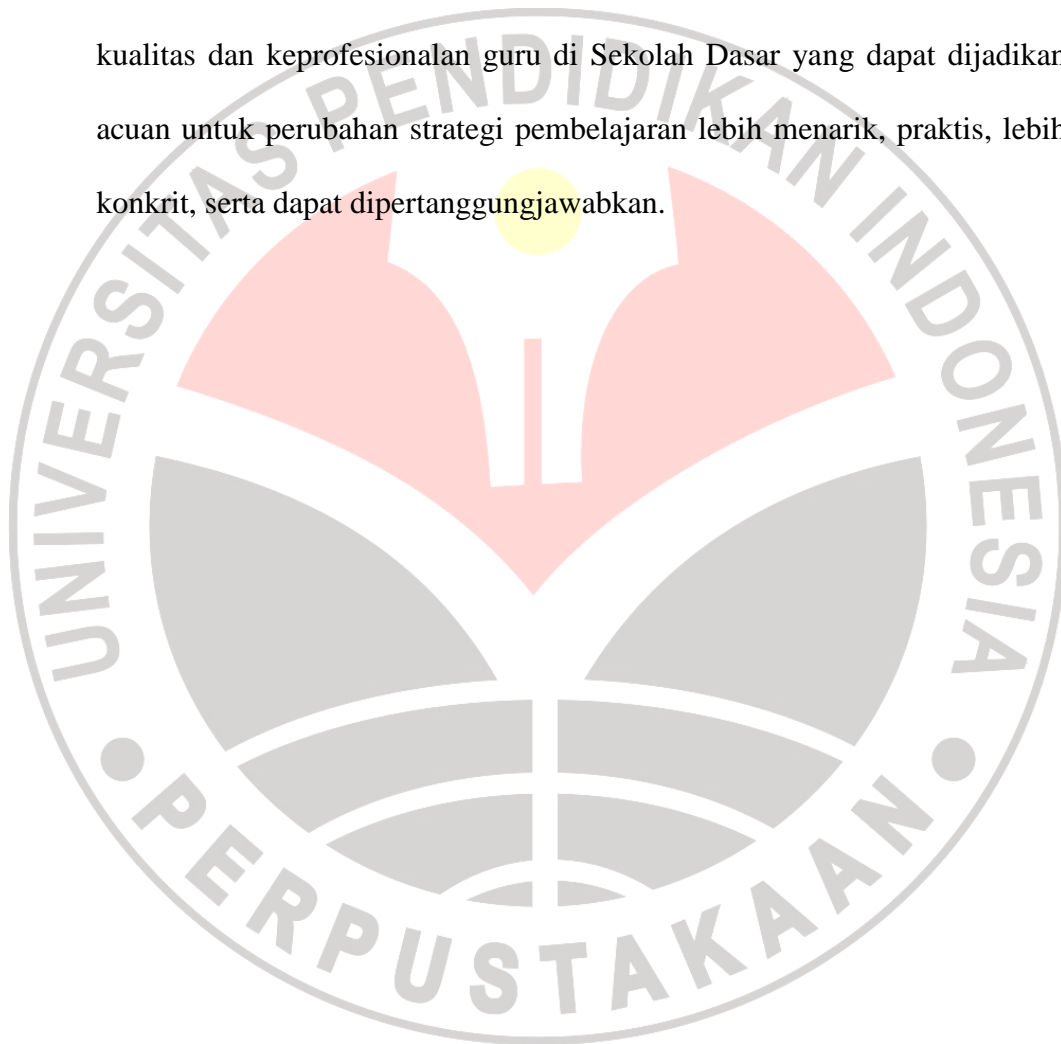 kualitas dan keprofesionalan guru di Sekolah Dasar yang dapat dijadikan
acuan untuk perubahan strategi pembelajaran lebih menarik, praktis, lebih
konkrit, serta dapat dipertanggungjawabkan.
UNIVERSITAS PENDIDIKAN INDONESIA
PERPUSTAKAAN